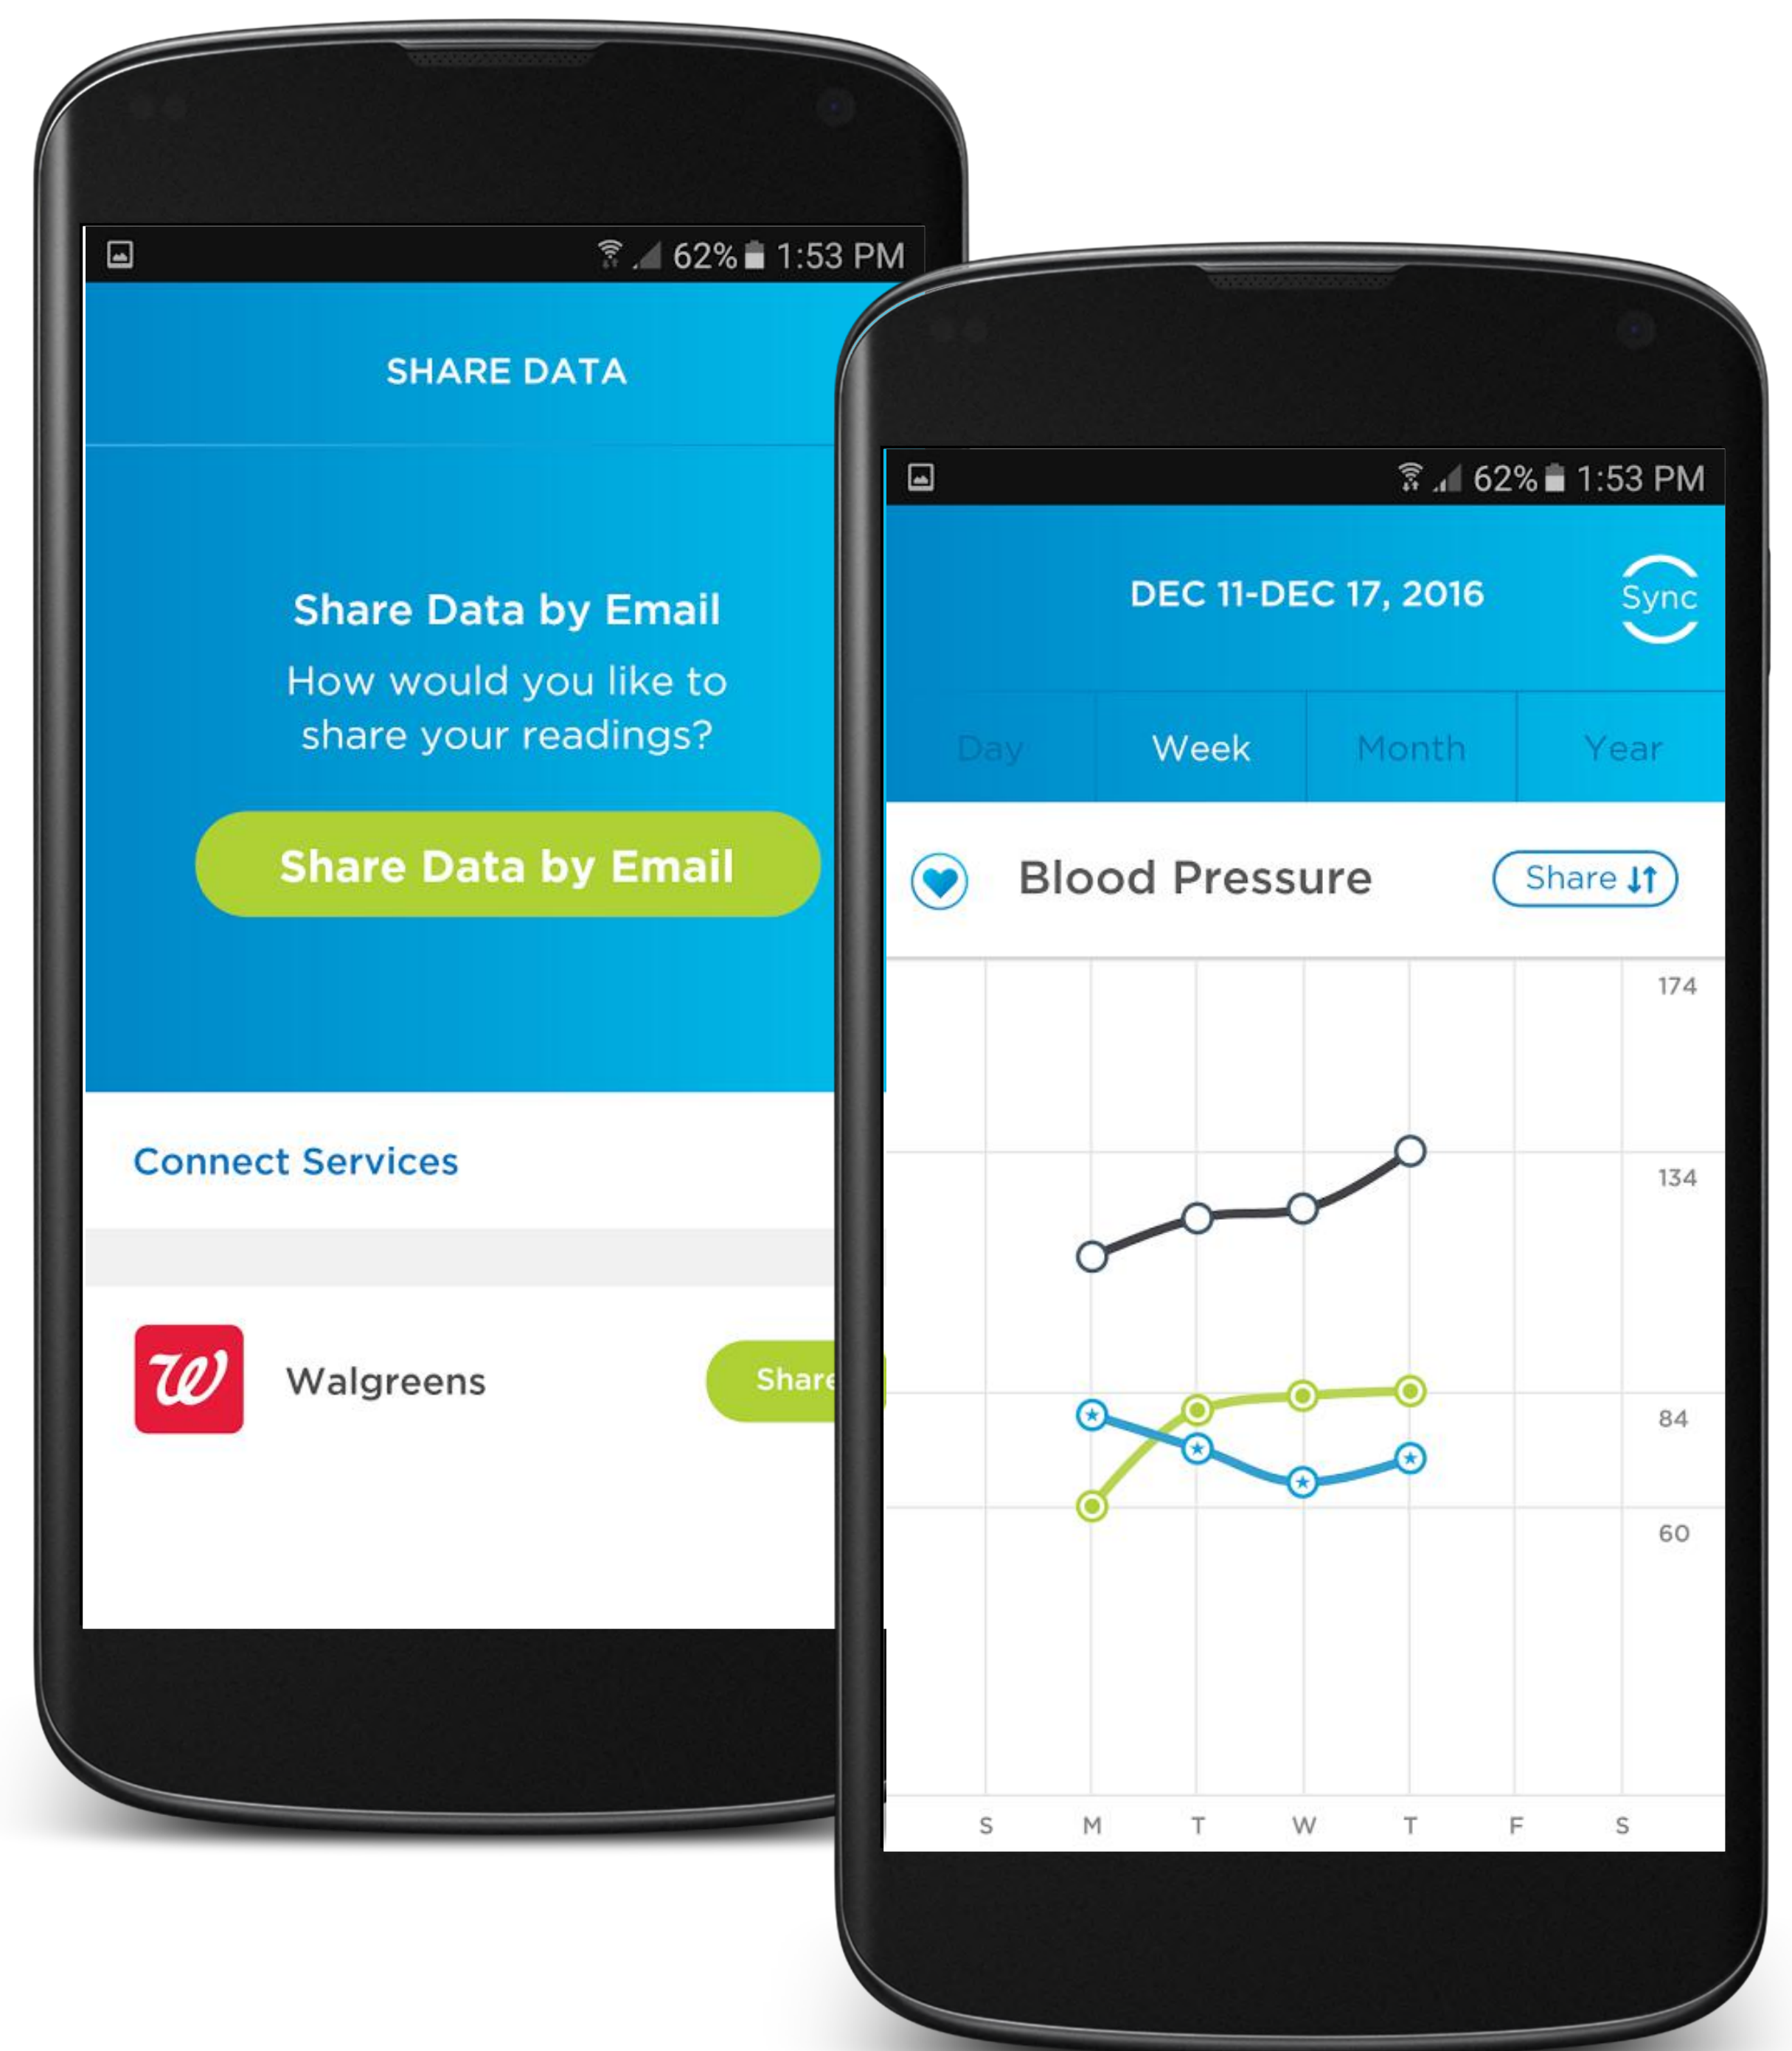 62% 1:53 PM
SHARE DATA
Share Data by Email
How would you like to
share your readings?
Share Data by Email
Connect Services
Walgreens
Share
62% 1:53 PM
DEC 11-DEC 17, 2016
Sync
Day Week Month Year
Blood Pressure
Share
174
134
84
60
S M T W T F S